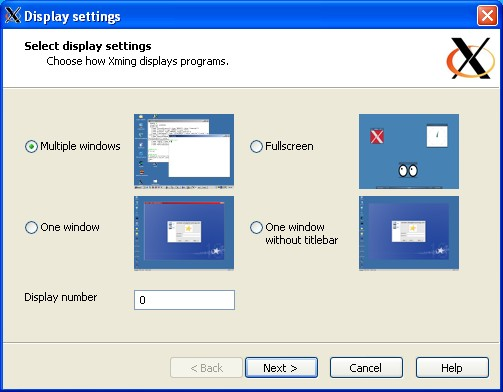 Display settings
Select display settings
Choose how Xming displays programs.
Multiple windows
Fullscreen
One window
One window
without titlebar
Display number
0
< Back
Next >
Cancel
Help